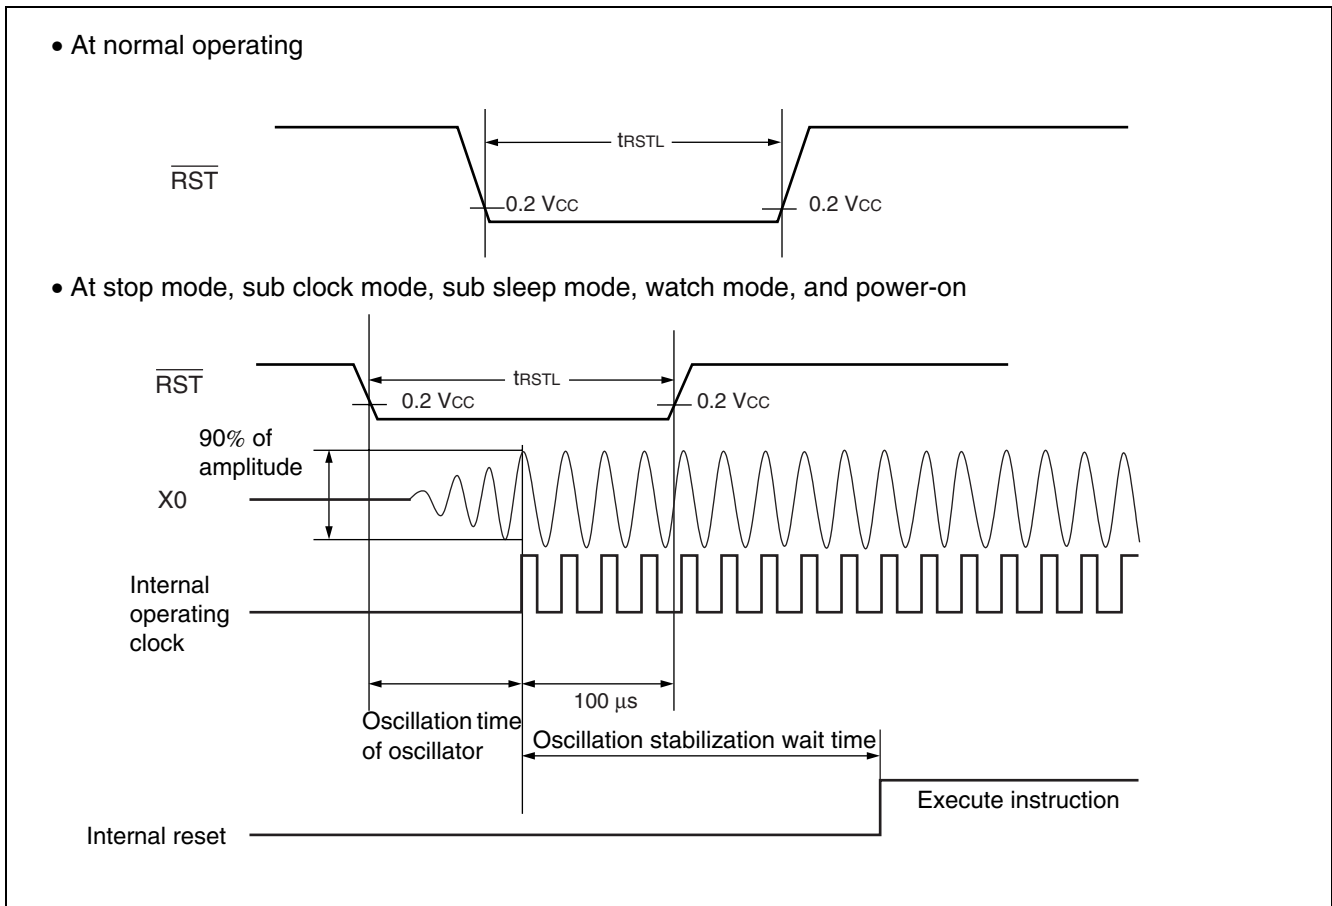 • At normal operating
tRSTL
RST
0.2 VCC
0.2 VCC
• At stop mode, sub clock mode, sub sleep mode, watch mode, and power-on
RST
tRSTL
0.2 VCC
0.2 VCC
90% of
amplitude
X0
Internal
operating
clock
100 μs
Oscillation time
of oscillator
Oscillation stabilization wait time
Execute instruction
Internal reset